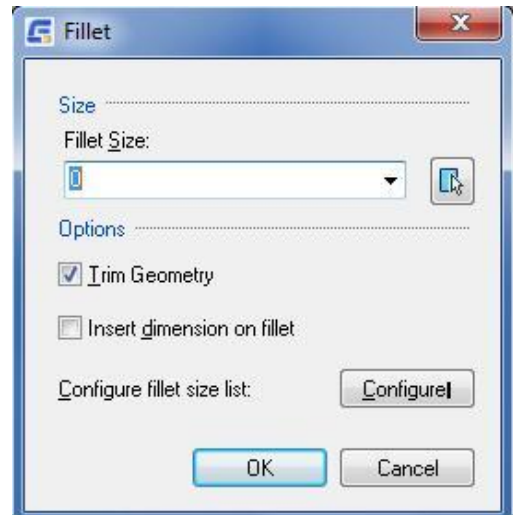 Fillet
Size
Fillet Size:
0
Options
Trim Geometry
Insert dimension on fillet
Configure fillet size list:
Configure
OK
Cancel